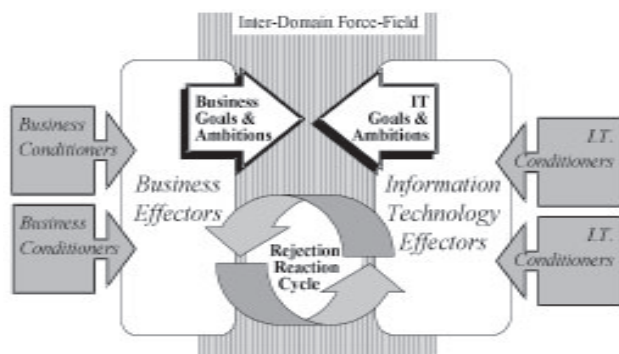 Inter-Domain Force-Field
Business
Goals &
Ambitions
IT
Goals &
Ambitions
Business
Conditioners
Business
Conditioners
Business
Effectors
Information
Technology
Effectors
I.T.
Conditioners
I.T.
Conditioners
Rejection
Reaction
Cycle